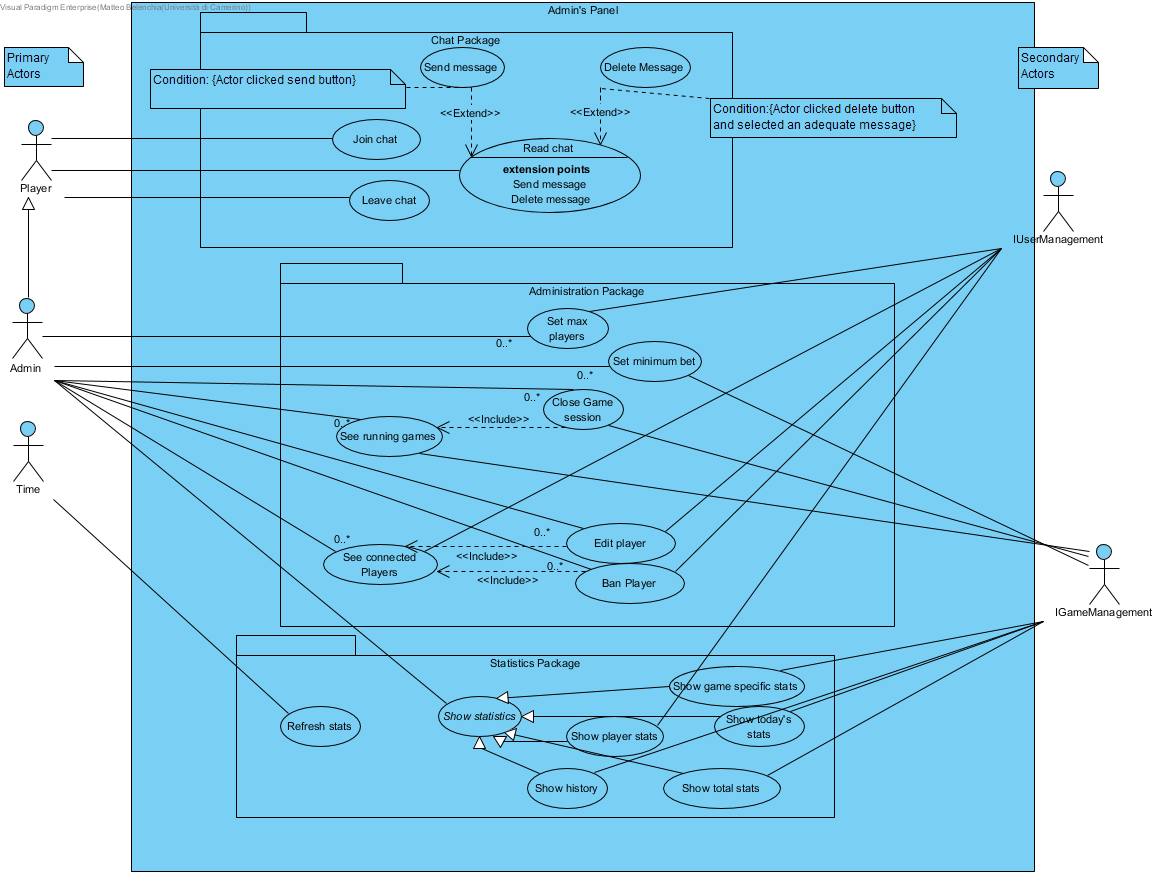 Visual Paradigm Enterprise(Matteo Belenchia(Università di Camerino))
Admin's Panel
Primary
Actors
Secondary
Actors
Chat Package
Send message
Delete Message
Condition: {Actor clicked send button}
<<Extend>>
<<Extend>>
Condition:{Actor clicked delete button
and selected an adequate message}
Join chat
Read chat
extension points
Send message
Delete message
Leave chat
Player
IUserManagement
Administration Package
Set max
players
0..*
Set minimum bet
0..*
Admin
0..*
Close Game
session
<<Include>>
0..*
See running games
Time
0..*
0..*
Edit player
See connected
Players
<<Include>>
0..*
<<Include>>
Ban Player
IGameManagement
Statistics Package
Show game specific stats
Show statistics
Show today's
stats
Refresh stats
Show player stats
Show history
Show total stats